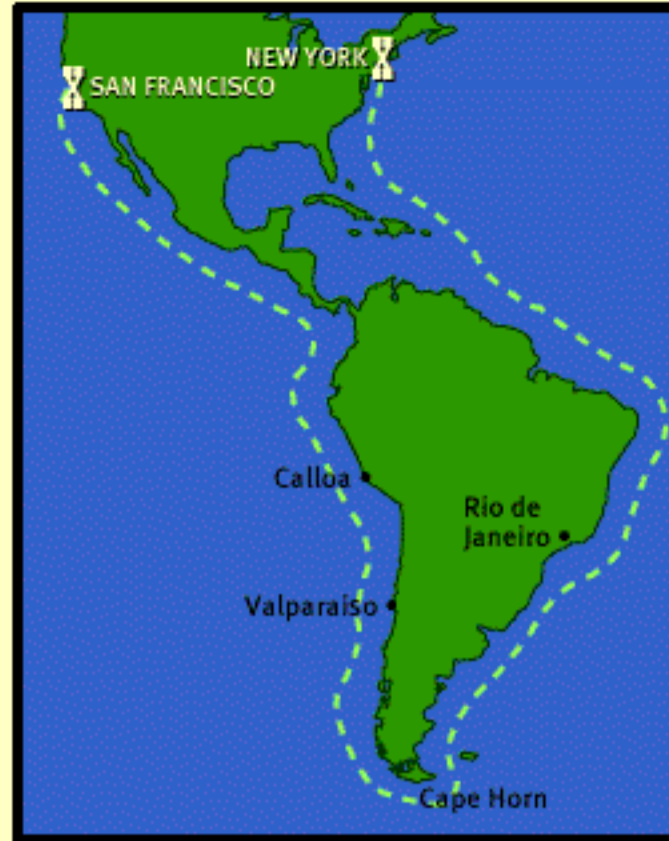 NEW YORK
SAN FRANCISCO
Calloa
Rio de
Janeiro
Valparaiso
Cape Horn